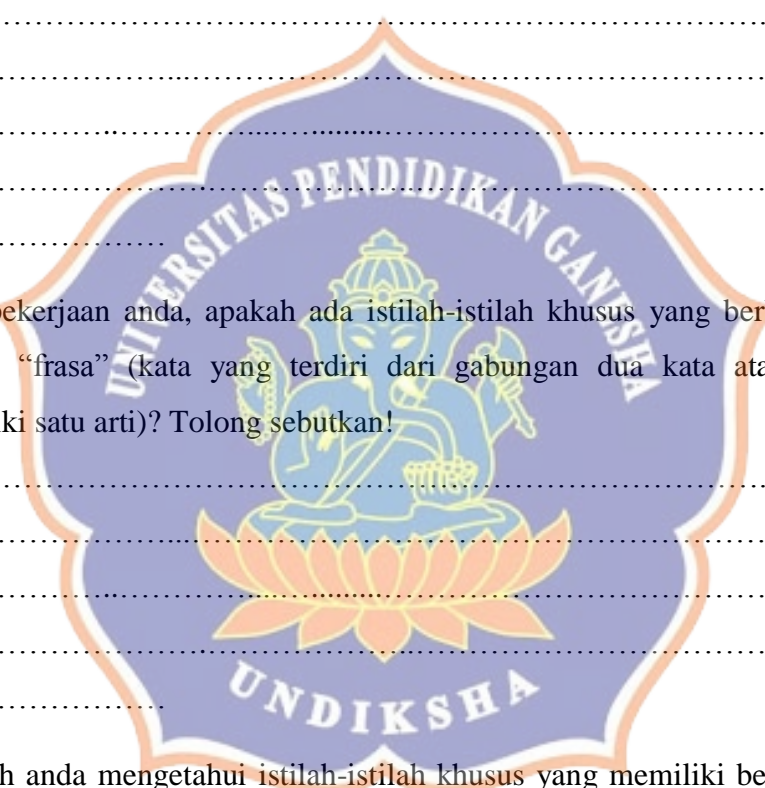 ……………………………………………………………………….
………………...…………………………………………………
…………..……………...…..........………………………………
……………………………………………………………………
………………
UNIVERSITAS PENDIDIKAN GANESHA
pekerjaan anda, apakah ada istilah-istilah khusus yang ber
“frasa” (kata yang terdiri dari gabungan dua kata ata
ki satu arti)? Tolong sebutkan!
……………………………………………………………………….
………………...…………………………………………………
…………..……………...…..........………………………………
…………………….………………...……………………………
………………
UNDIKSHA
h anda mengetahui istilah-istilah khusus yang memiliki be